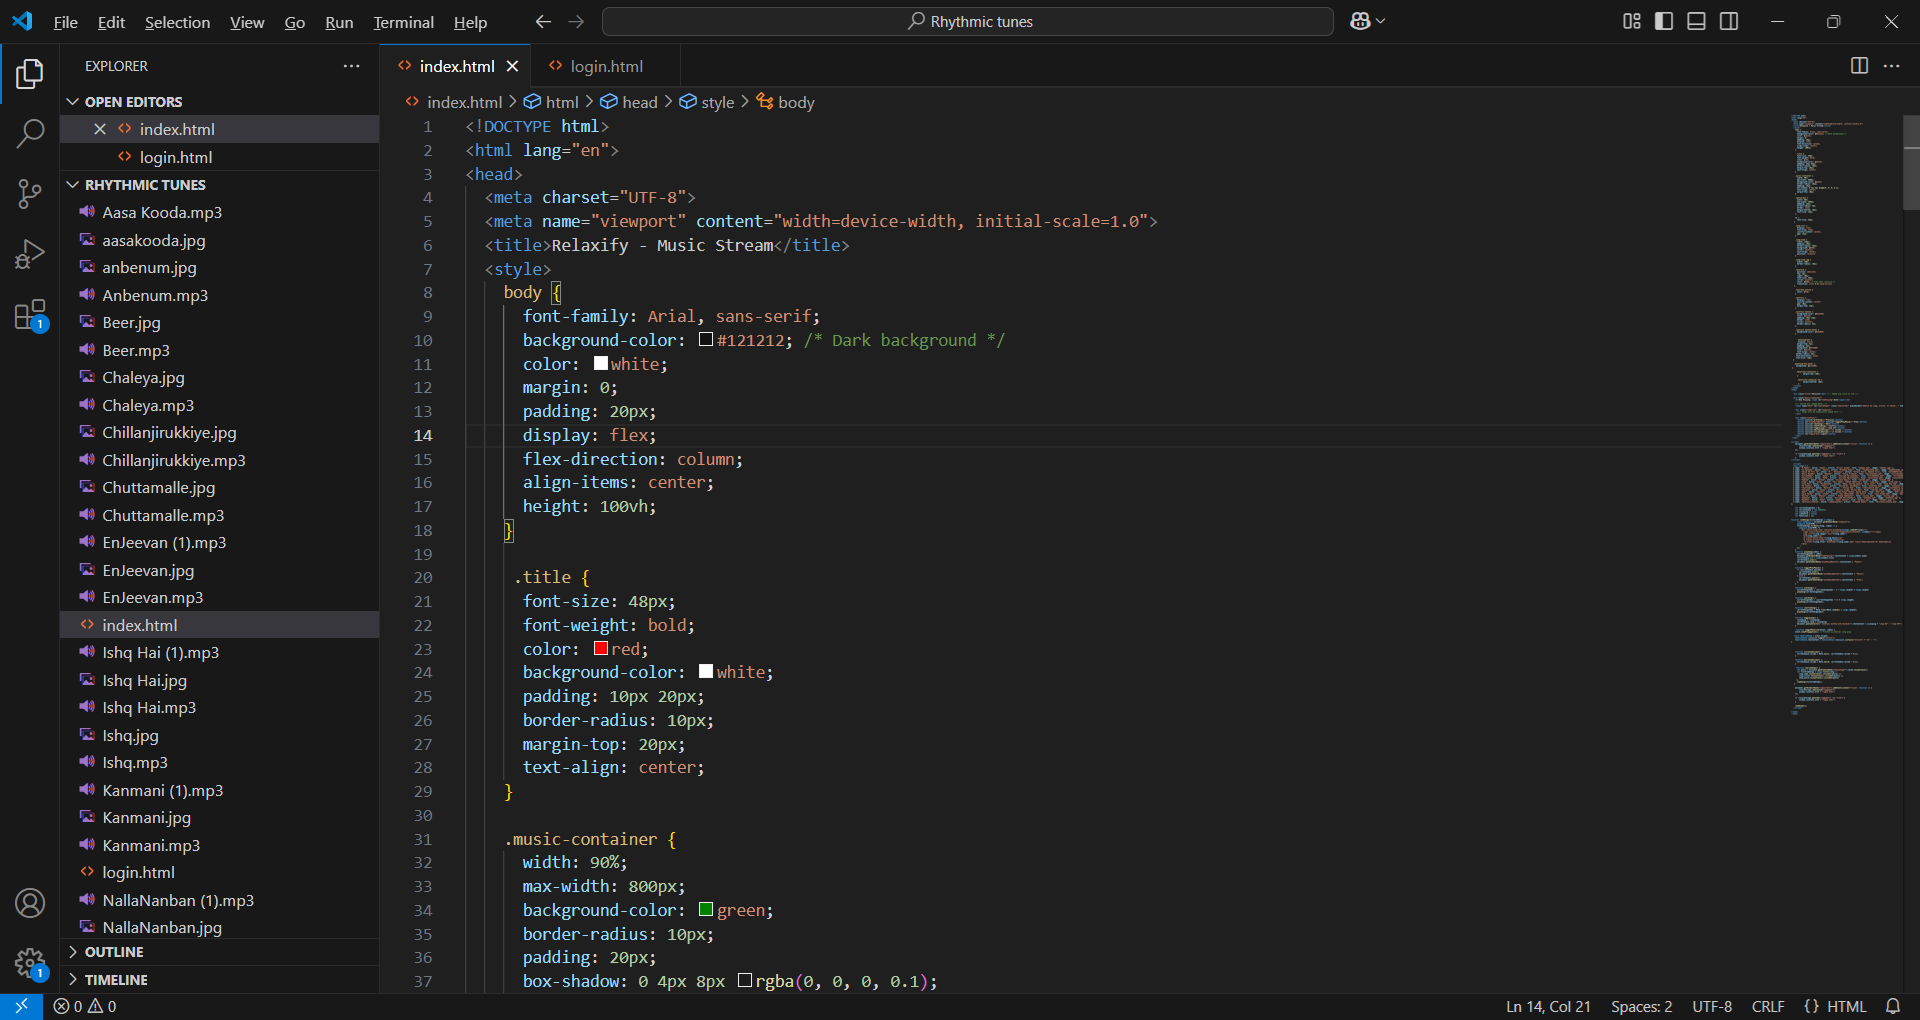 File Edit Selection View Go Run Terminal Help
Rhythmic tunes
EXPLORER
OPEN EDITORS
index.html
login.html
RHYTHMIC TUNES
Aasa Kooda.mp3
aasakooda.jpg
anbenum.jpg
Anbenum.mp3
Beer.jpg
Beer.mp3
Chaleya.jpg
Chaleya.mp3
Chillanjirukkiye.jpg
Chillanjirukkiye.mp3
Chuttamalle.jpg
Chuttamalle.mp3
EnJeevan (1).mp3
EnJeevan.jpg
EnJeevan.mp3
index.html
Ishq Hai (1).mp3
Ishq Hai.jpg
Ishq Hai.mp3
Ishq.jpg
Ishq.mp3
Kanmani (1).mp3
Kanmani.jpg
Kanmani.mp3
login.html
NallaNanban (1).mp3
NallaNanban.jpg
OUTLINE
TIMELINE
1
1
index.html
login.html
index.html > html > head > style > body
1 <!DOCTYPE html>
2 <html lang="en">
3 <head>
4 <meta charset="UTF-8">
5 <meta name="viewport" content="width=device-width, initial-scale=1.0">
6 <title>Relaxify - Music Stream</title>
7 <style>
8 body {
9 font-family: Arial, sans-serif;
10 background-color: #121212; /* Dark background */
11 color: white;
12 margin: 0;
13 padding: 20px;
14 display: flex;
15 flex-direction: column;
16 align-items: center;
17 height: 100vh;
18 }
19
20 .title {
21 font-size: 48px;
22 font-weight: bold;
23 color: red;
24 background-color: white;
25 padding: 10px 20px;
26 border-radius: 10px;
27 margin-top: 20px;
28 text-align: center;
29 }
30
31 .music-container {
32 width: 90%;
33 max-width: 800px;
34 background-color: green;
35 border-radius: 10px;
36 padding: 20px;
37 box-shadow: 0 4px 8px rgba(0, 0, 0, 0.1);
0 0
Ln 14, Col 21 Spaces: 2 UTF-8 CRLF {} HTML